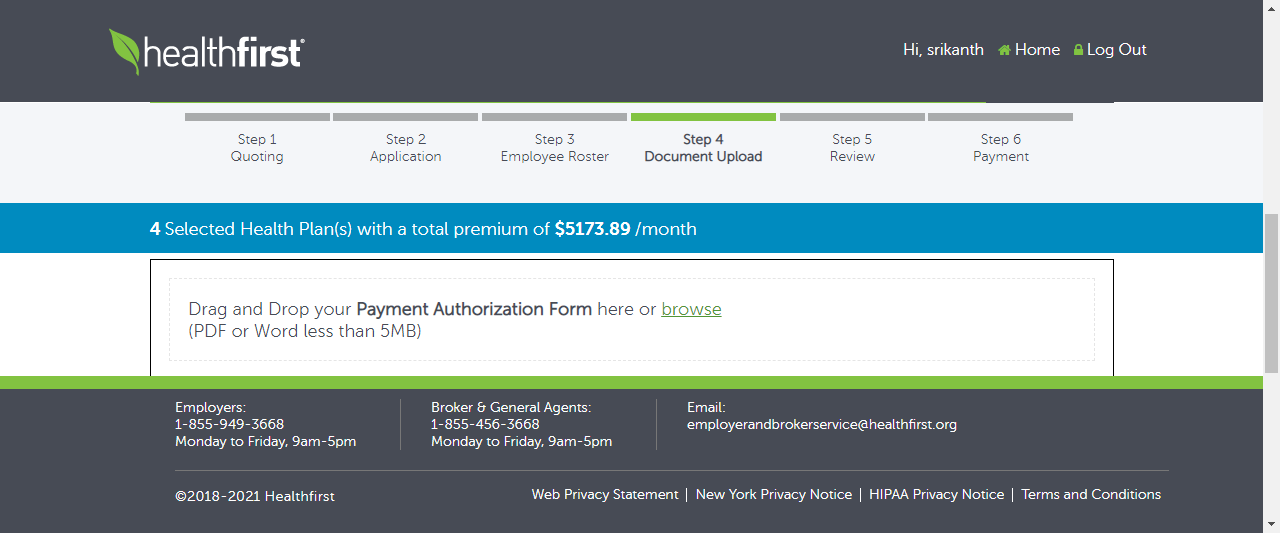 healthfirst®
Hi, srikanth Home Log Out
Step 1 Step 2 Step 3 Step 4 Step 5 Step 6
Quoting Application Employee Roster Document Upload Review Payment
4 Selected Health Plan(s) with a total premium of $5173.89 /month
Drag and Drop your Payment Authorization Form here or browse
(PDF or Word less than 5MB)
Employers:
1-855-949-3668
Monday to Friday, 9am-5pm
Broker & General Agents:
1-855-456-3668
Monday to Friday, 9am-5pm
Email:
employerandbrokerservice@healthfirst.org
©2018-2021 Healthfirst
Web Privacy Statement | New York Privacy Notice | HIPAA Privacy Notice | Terms and Conditions